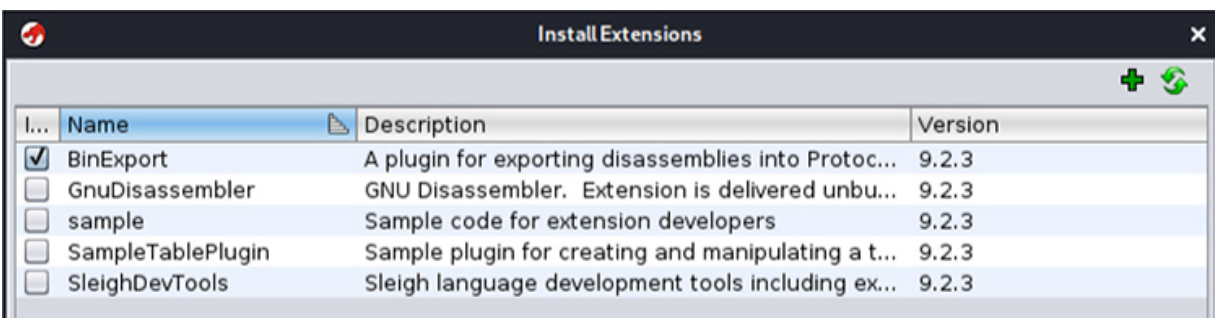 Install Extensions
I... Name Description Version
BinExport A plugin for exporting disassemblies into Protoc... 9.2.3
GnuDisassembler GNU Disassembler. Extension is delivered unbu... 9.2.3
sample Sample code for extension developers 9.2.3
SampleTablePlugin Sample plugin for creating and manipulating a t... 9.2.3
SleighDevTools Sleigh language development tools including ex... 9.2.3